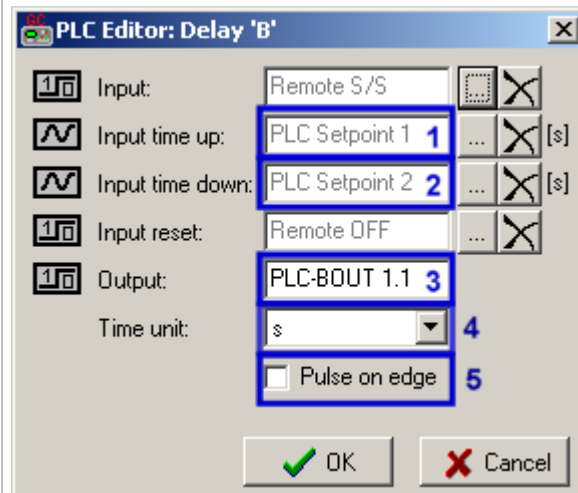 GC PLC Editor: Delay 'B'
Input: Remote S/S ...
Input time up: PLC Setpoint 1 1 ... [s]
Input time down: PLC Setpoint 2 2 ... [s]
Input reset: Remote OFF ...
Output: PLC-BOUT 1.1 3
Time unit: s 4
Pulse on edge 5
OK Cancel